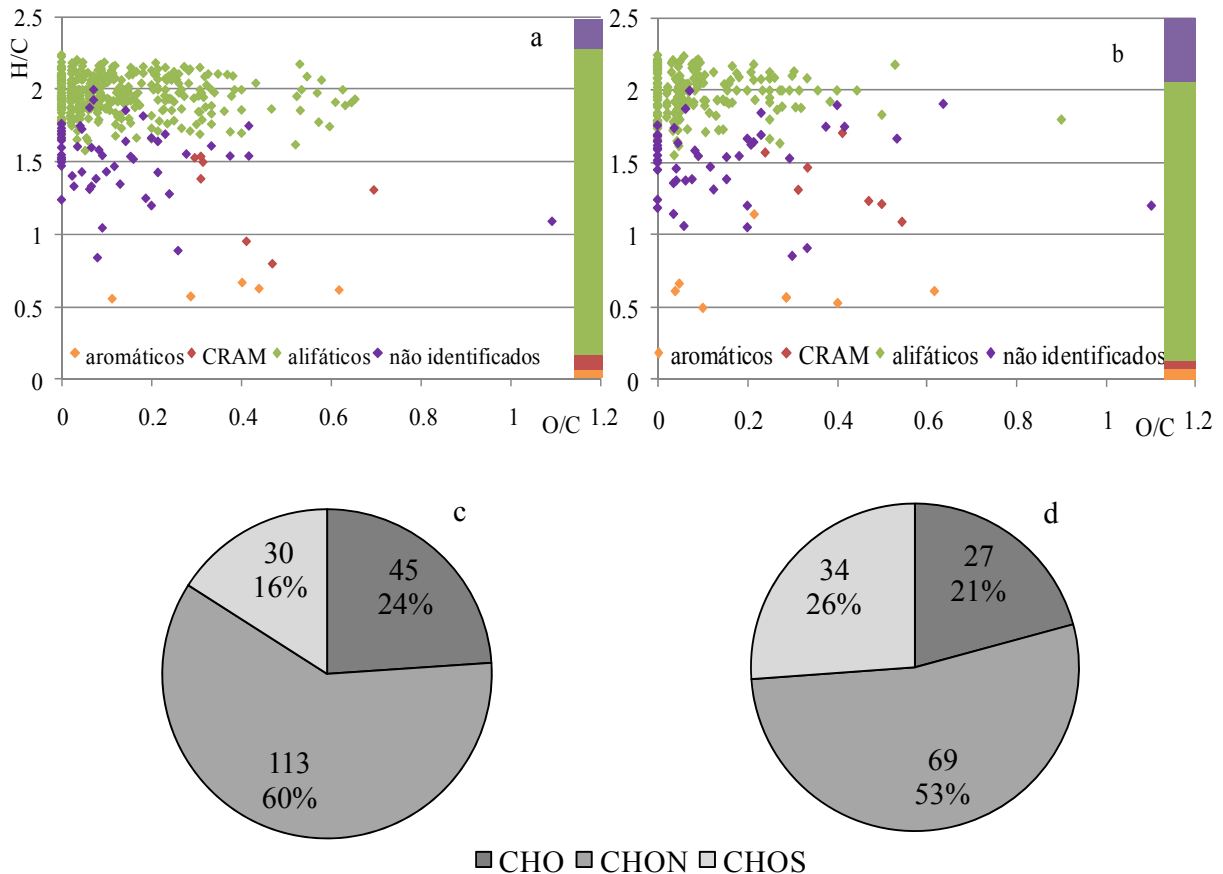 2.5
2
1.5
1
0.5
0
H/C
a
aromáticos CRAM alifáticos não identificados
0 0.2 0.4 0.6 0.8 1 1.2
O/C
2.5
2
1.5
1
0.5
0
b
aromáticos CRAM alifáticos não identificados
0 0.2 0.4 0.6 0.8 1 1.2
O/C
c
30
16%
45
24%
113
60%
d
34
26%
27
21%
69
53%
CHO CHON CHOS